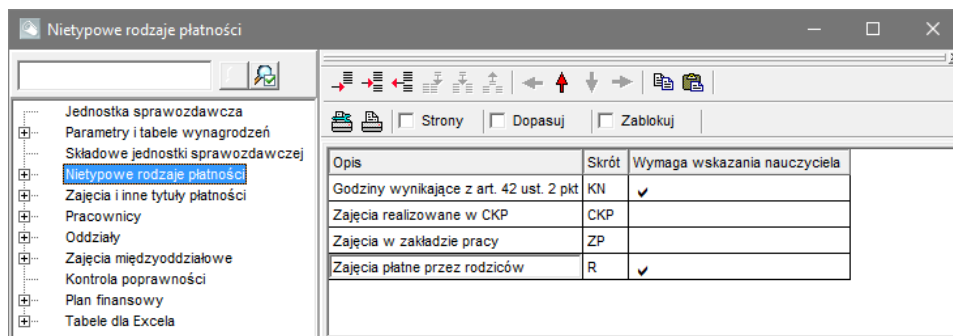 Nietypowe rodzaje płatności
Jednostka sprawozdawcza
Parametry i tabele wynagrodzeń
Składowe jednostki sprawozdawczej
Nietypowe rodzaje płatności
Zajęcia i inne tytuły płatności
Pracownicy
Oddziały
Zajęcia międzyoddziałowe
Kontrola poprawności
Plan finansowy
Tabele dla Excela
Strony Dopasuj Zablokuj
Opis Skrót Wymaga wskazania nauczyciela
Godziny wynikające z art. 42 ust. 2 pkt KN
Zajęcia realizowane w CKP CKP
Zajęcia w zakładzie pracy ZP
Zajęcia płatne przez rodziców R